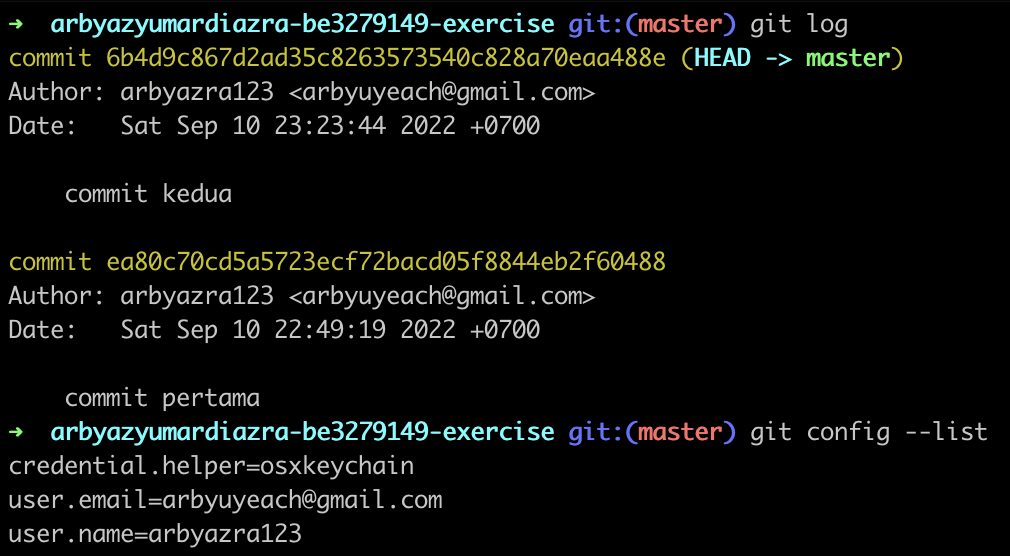 ➜ arbyazyumardiazra-be3279149-exercise git:(master) git log
commit 6b4d9c867d2ad35c8263573540c828a70eaa488e (HEAD -> master)
Author: arbyazra123 <arbyuyeach@gmail.com>
Date:   Sat Sep 10 23:23:44 2022 +0700
    commit kedua
commit ea80c70cd5a5723ecf72bacd05f8844eb2f60488
Author: arbyazra123 <arbyuyeach@gmail.com>
Date:   Sat Sep 10 22:49:19 2022 +0700
    commit pertama
➜ arbyazyumardiazra-be3279149-exercise git:(master) git config --list
credential.helper=osxkeychain
user.email=arbyuyeach@gmail.com
user.name=arbyazra123